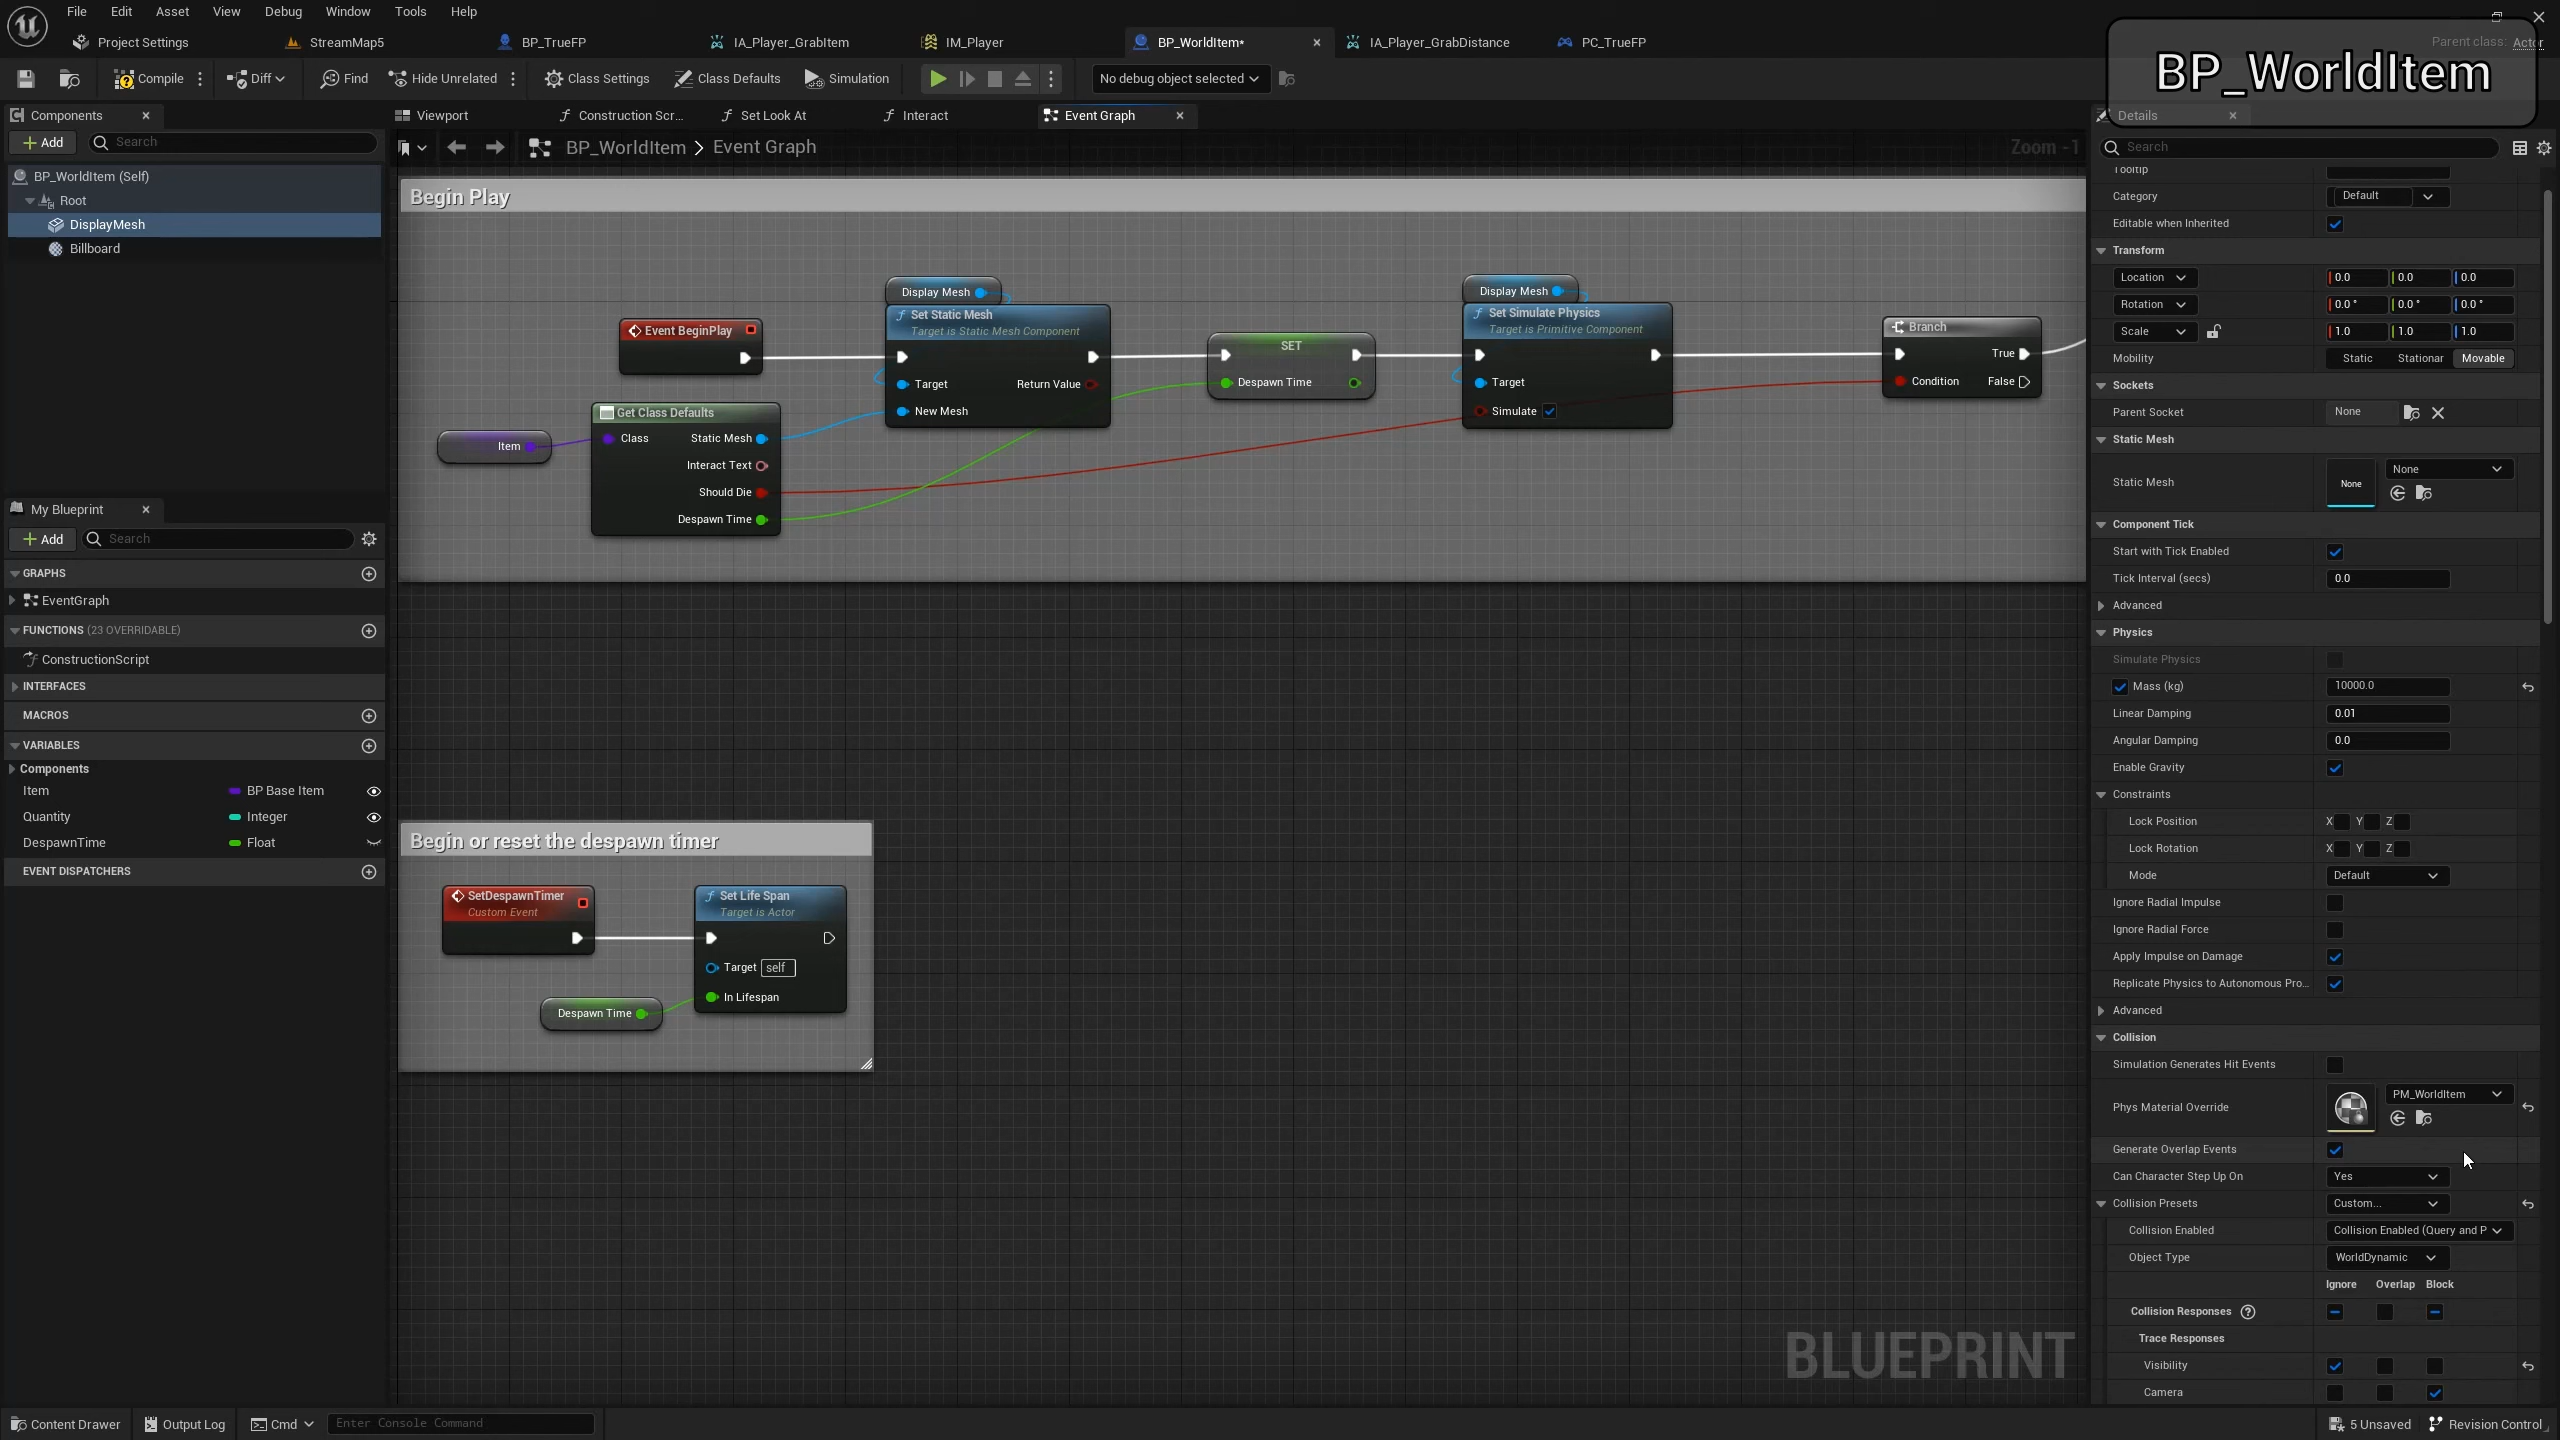 File Edit Asset View Debug Window Tools Help
Project Settings StreamMap5 BP_TrueFP IA_Player_GrabItem IM_Player BP_WorldItem* IA_Player_GrabDistance PC_TrueFP
Parent class: Actor
BP_WorldItem
Compile Diff Find Hide Unrelated Class Settings Class Defaults Simulation No debug object selected
Components
Add Search
BP_WorldItem (Self)
Root
DisplayMesh
Billboard
My Blueprint
Add Search
GRAPHS
EventGraph
FUNCTIONS (23 OVERRIDABLE)
ConstructionScript
INTERFACES
MACROS
VARIABLES
Components
Item BP Base Item
Quantity Integer
DespawnTime Float
EVENT DISPATCHERS
Viewport Construction Scr... Set Look At Interact Event Graph
BP_WorldItem > Event Graph
Zoom -1
Begin Play
Event BeginPlay
Item
Get Class Defaults
Class Static Mesh
Interact Text
Should Die
Despawn Time
Display Mesh
Set Static Mesh
Target is Static Mesh Component
Target Return Value
New Mesh
SET
Despawn Time
Display Mesh
Set Simulate Physics
Target is Primitive Component
Target
Simulate
Branch
True
Condition False
Begin or reset the despawn timer
SetDespawnTimer
Custom Event
Despawn Time
Set Life Span
Target is Actor
Target self
In Lifespan
BLUEPRINT
Details
Search
Tooltip
Category Default
Editable when Inherited
Transform
Location 0.0 0.0 0.0
Rotation 0.0 ° 0.0 ° 0.0 °
Scale 1.0 1.0 1.0
Mobility Static Stationar Movable
Sockets
Parent Socket None
Static Mesh
Static Mesh None None
Component Tick
Start with Tick Enabled
Tick Interval (secs) 0.0
Advanced
Physics
Simulate Physics
Mass (kg) 10000.0
Linear Damping 0.01
Angular Damping 0.0
Enable Gravity
Constraints
Lock Position X Y Z
Lock Rotation X Y Z
Mode Default
Ignore Radial Impulse
Ignore Radial Force
Apply Impulse on Damage
Replicate Physics to Autonomous Pro...
Advanced
Collision
Simulation Generates Hit Events
Phys Material Override PM_WorldItem
Generate Overlap Events
Can Character Step Up On Yes
Collision Presets Custom...
Collision Enabled Collision Enabled (Query and P
Object Type WorldDynamic
Ignore Overlap Block
Collision Responses
Trace Responses
Visibility
Camera
Content Drawer Output Log Cmd Enter Console Command 5 Unsaved Revision Control